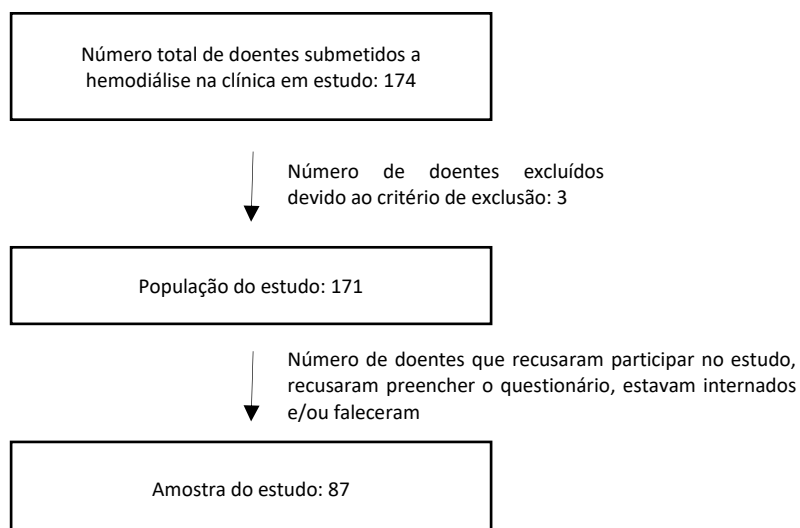 Número total de doentes submetidos a
hemodiálise na clínica em estudo: 174
Número de doentes excluídos
devido ao critério de exclusão: 3
População do estudo: 171
Número de doentes que recusaram participar no estudo,
recusaram preencher o questionário, estavam internados
e/ou faleceram
Amostra do estudo: 87